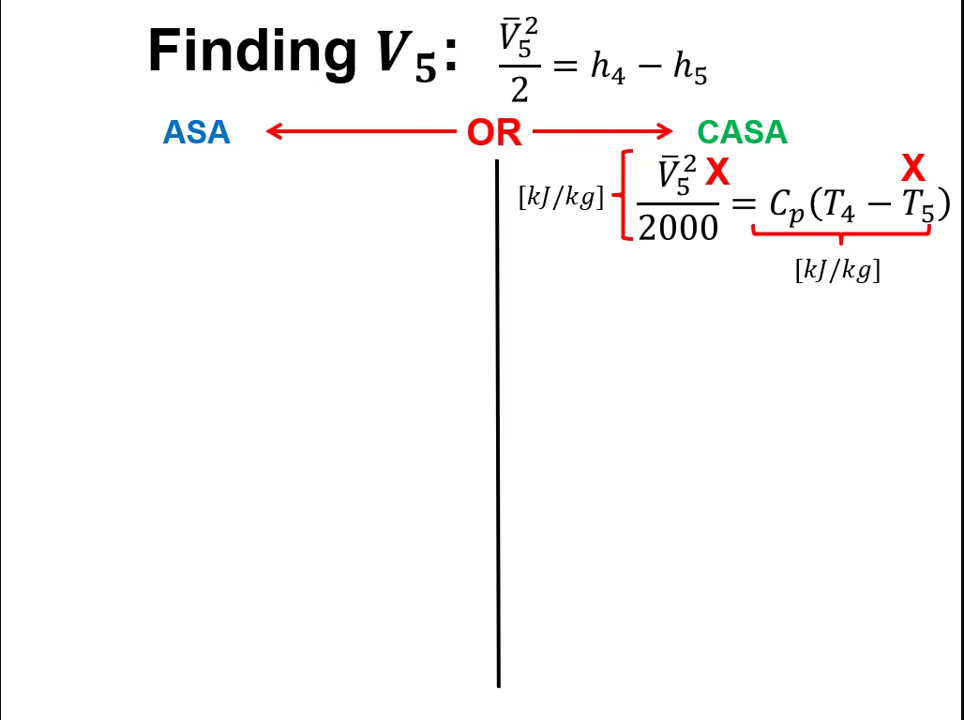 Finding V₅: V̄₅²/2 = h₄ − h₅
ASA OR CASA
[kJ/kg] V̄₅²/2000 X = Cₚ(T₄ − T₅) X
[kJ/kg]